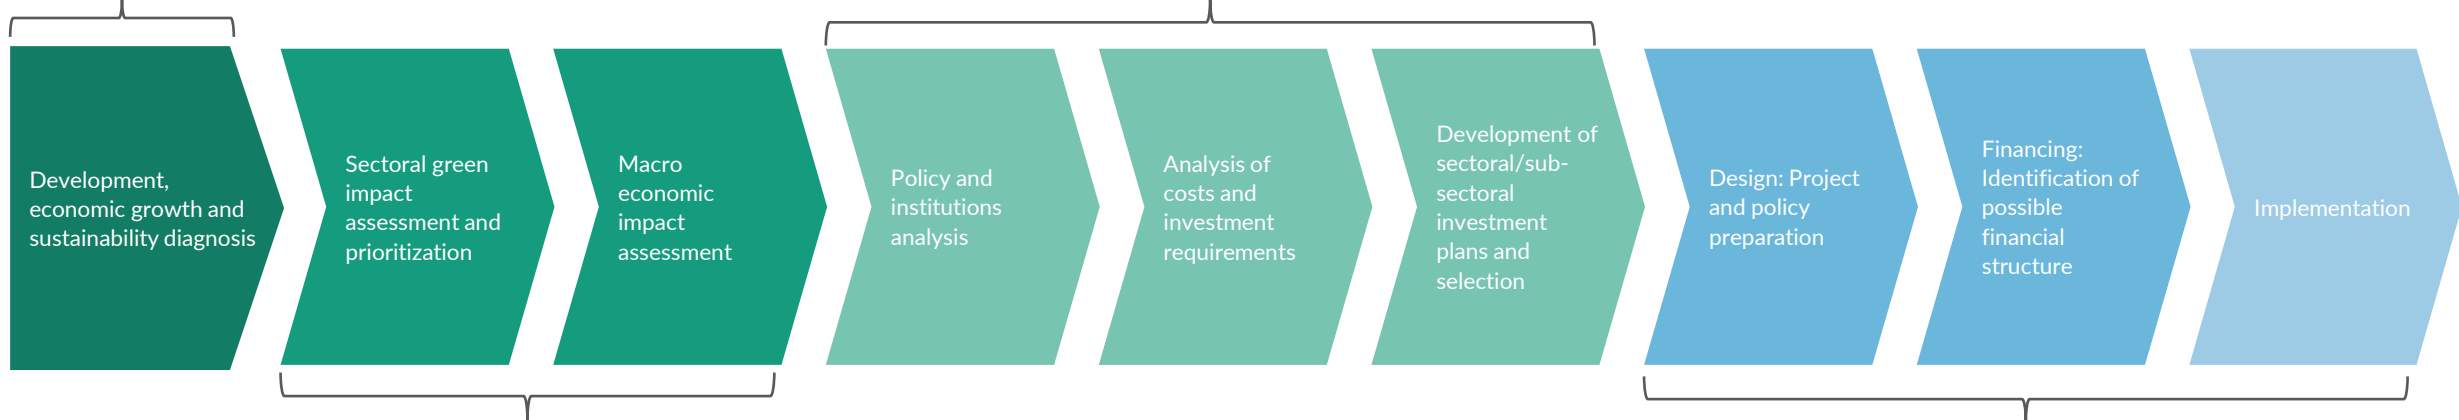 Development,
economic growth and
sustainability diagnosis
Sectoral green
impact
assessment and
prioritization
Macro
economic
impact
assessment
Policy and
institutions
analysis
Analysis of
costs and
investment
requirements
Development of
sectoral/sub-
sectoral
investment
plans and
selection
Design: Project
and policy
preparation
Financing:
Identification of
possible
financial
structure
Implementation